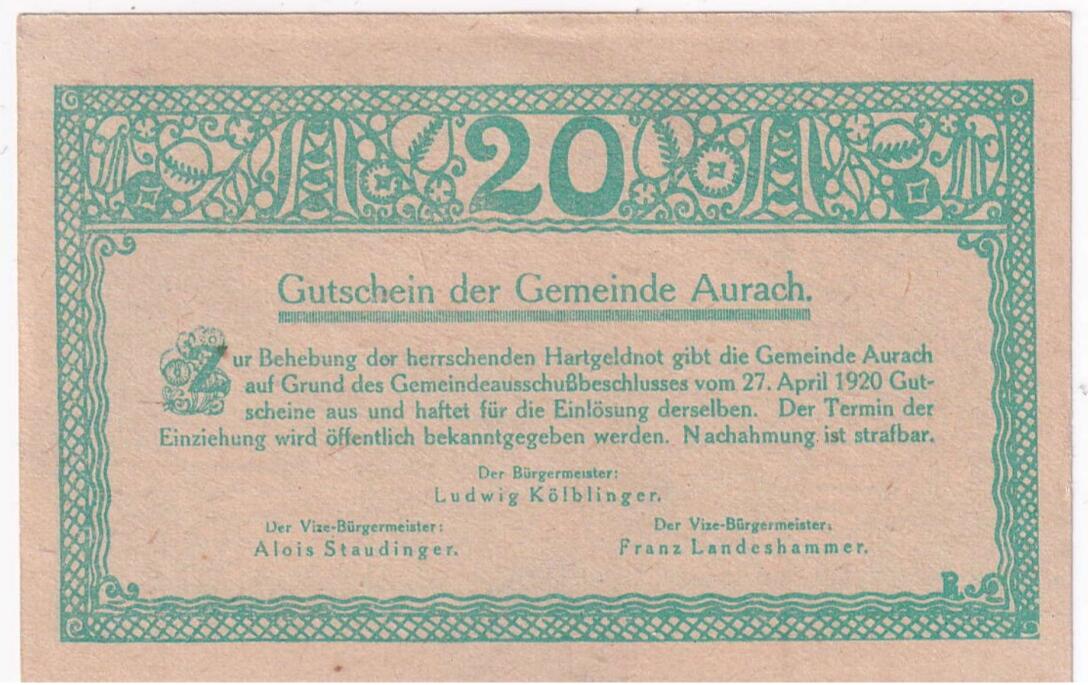 20
Gutschein der Gemeinde Aurach.
Zur Behebung der herrschenden Hartgeldnot gibt die Gemeinde Aurach
auf Grund des Gemeindeausschußbeschlusses vom 27. April 1920 Gut-
scheine aus und haftet für die Einlösung derselben. Der Termin der
Einziehung wird öffentlich bekanntgegeben werden. Nachahmung ist strafbar.
Der Bürgermeister:
Ludwig Kölblinger.
Der Vize-Bürgermeister:
Alois Staudinger.
Der Vize-Bürgermeister:
Franz Landeshammer.
R